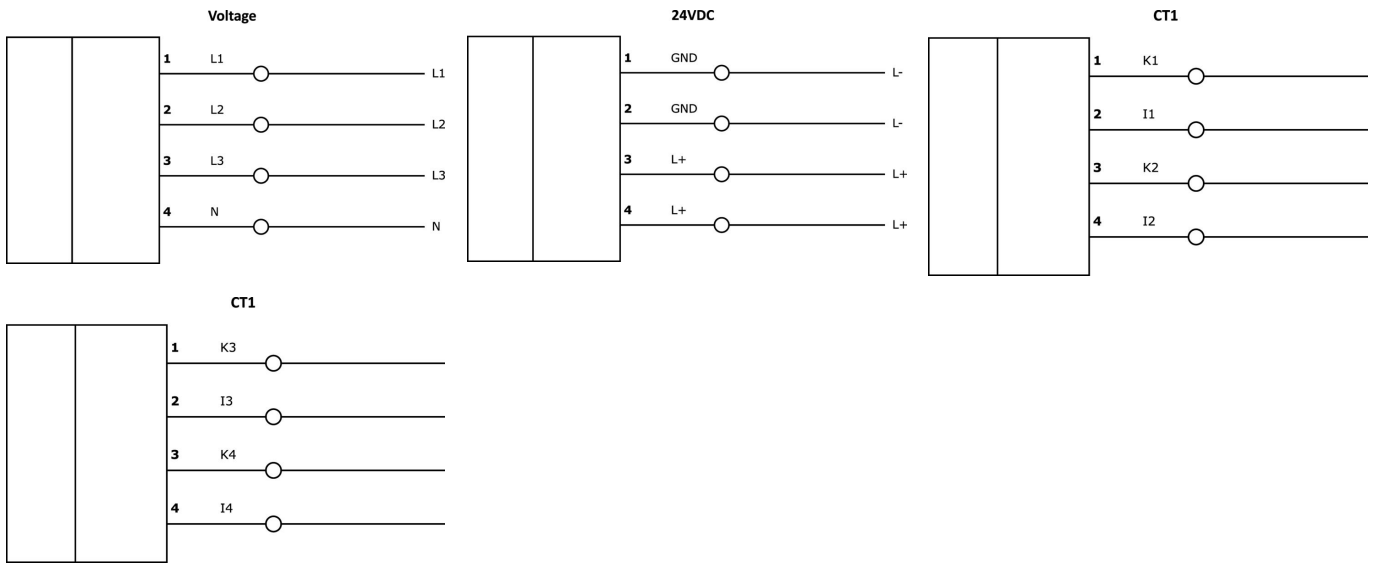 Voltage
1 L1
L1
2 L2
L2
3 L3
L3
4 N
N
24VDC
1 GND
L-
2 GND
L-
3 L+
L+
4 L+
L+
CT1
1 K1
2 I1
3 K2
4 I2
CT1
1 K3
2 I3
3 K4
4 I4